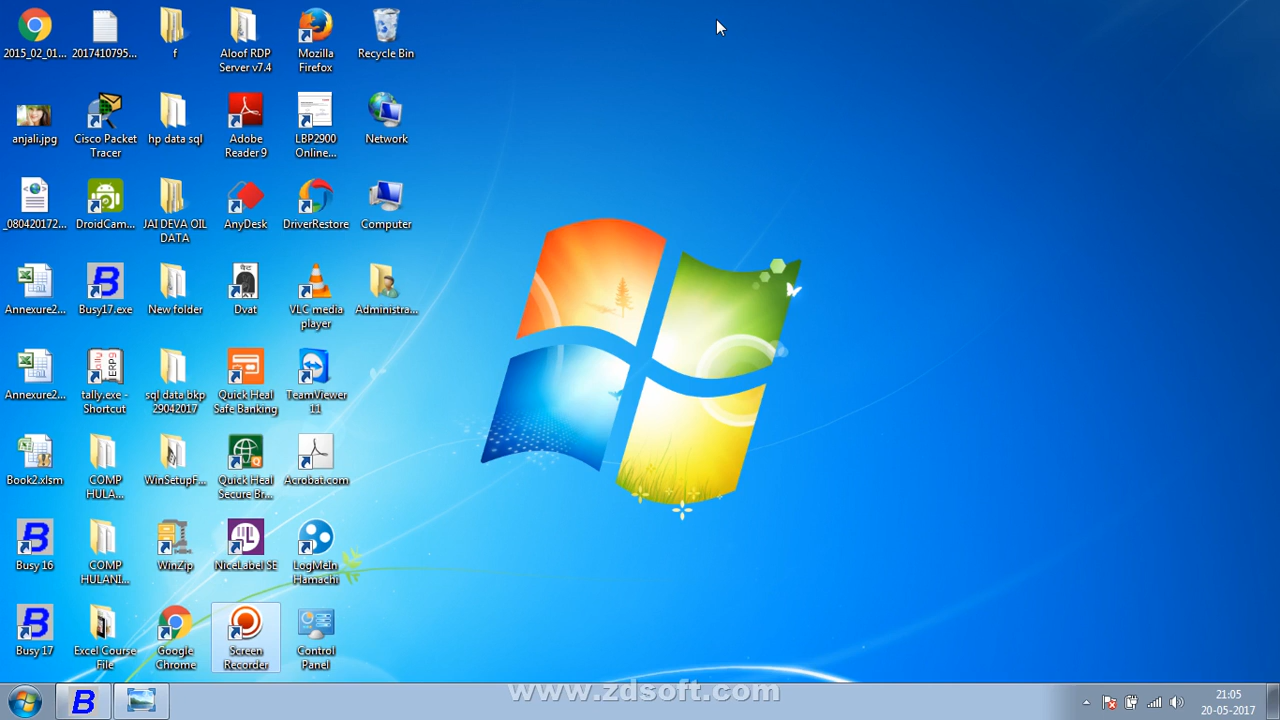 2015_02_01...
2017410795...
f
Aloof RDP
Server v7.4
Mozilla
Firefox
Recycle Bin
anjali.jpg
Cisco Packet
Tracer
hp data sql
Adobe
Reader 9
LBP2900
Online...
Network
_080420172...
DroidCam...
JAI DEVA OIL
DATA
AnyDesk
DriverRestore
Computer
Annexure2...
Busy17.exe
New folder
Dvat
VLC media
player
Administra...
Annexure2...
tally.exe -
Shortcut
sql data bkp
29042017
Quick Heal
Safe Banking
TeamViewer
11
Book2.xlsm
COMP
HULA...
WinSetupF...
Quick Heal
Secure Br...
Acrobat.com
Busy 16
COMP
HULANI...
WinZip
NiceLabel SE
LogMeIn
Hamachi
Busy 17
Excel Course
File
Google
Chrome
Screen
Recorder
Control
Panel
www.zdsoft.com
21:05
20-05-2017